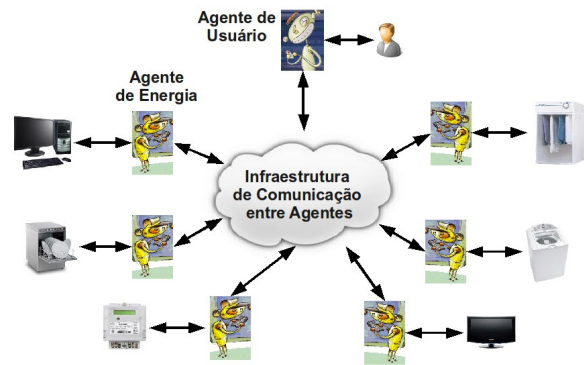 Agente de
Usuário
Agente
de Energia
Infraestrutura
de Comunicação
entre Agentes